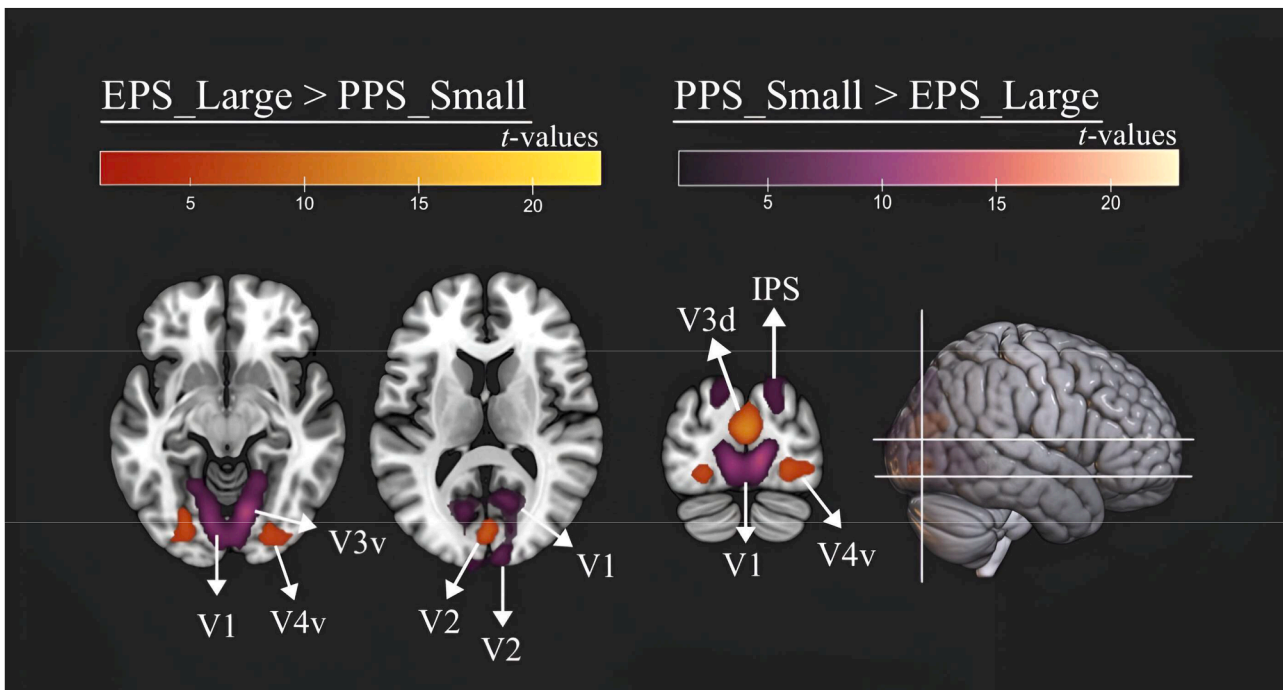 EPS_Large > PPS_Small
t-values
5 10 15 20
PPS_Small > EPS_Large
t-values
5 10 15 20
V3v
V1
V4v
V1
V2
V2
IPS
V3d
V1
V4v